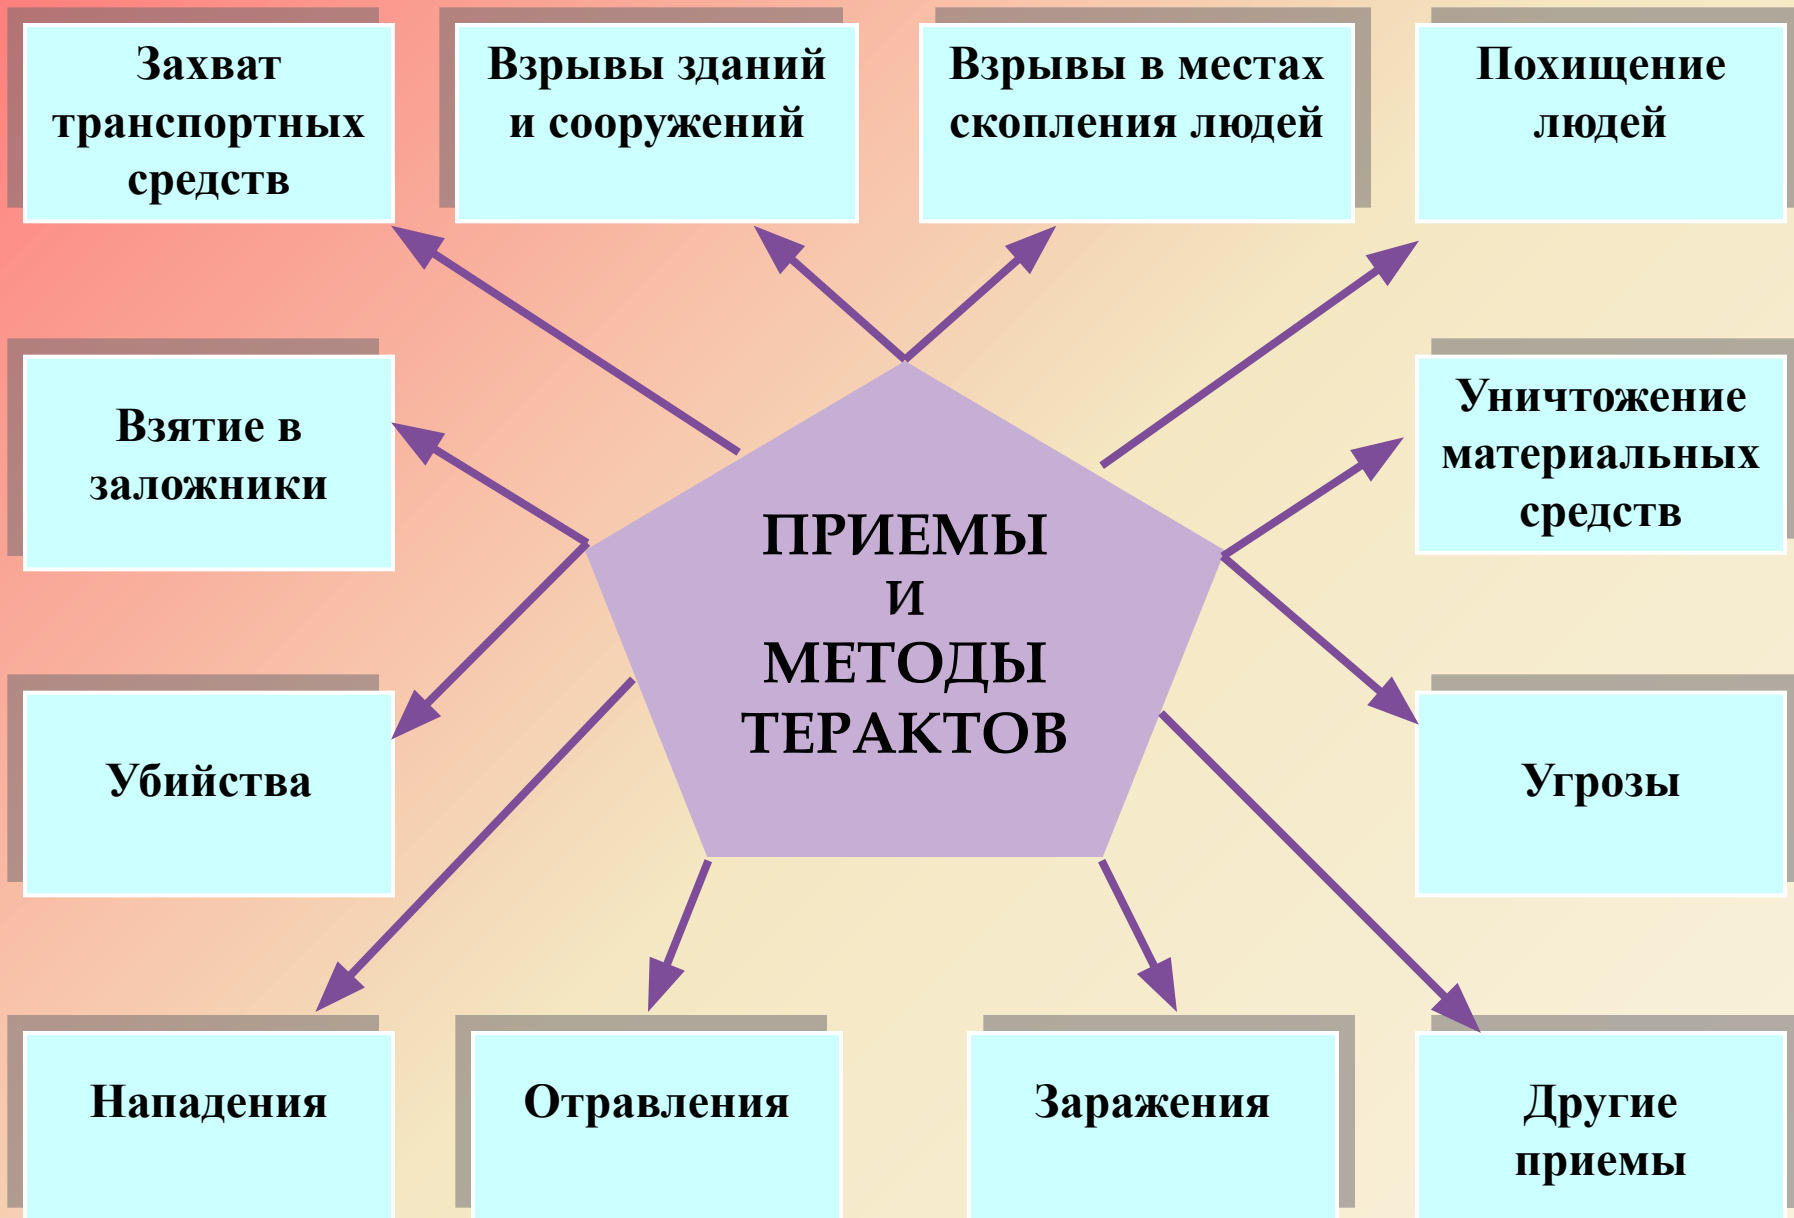 Захват
транспортных
средств
Взрывы зданий
и сооружений
Взрывы в местах
скопления людей
Похищение
людей
Взятие в
заложники
Уничтожение
материальных
средств
ПРИЕМЫ
И
МЕТОДЫ
ТЕРАКТОВ
Убийства
Угрозы
Нападения
Отравления
Заражения
Другие
приемы